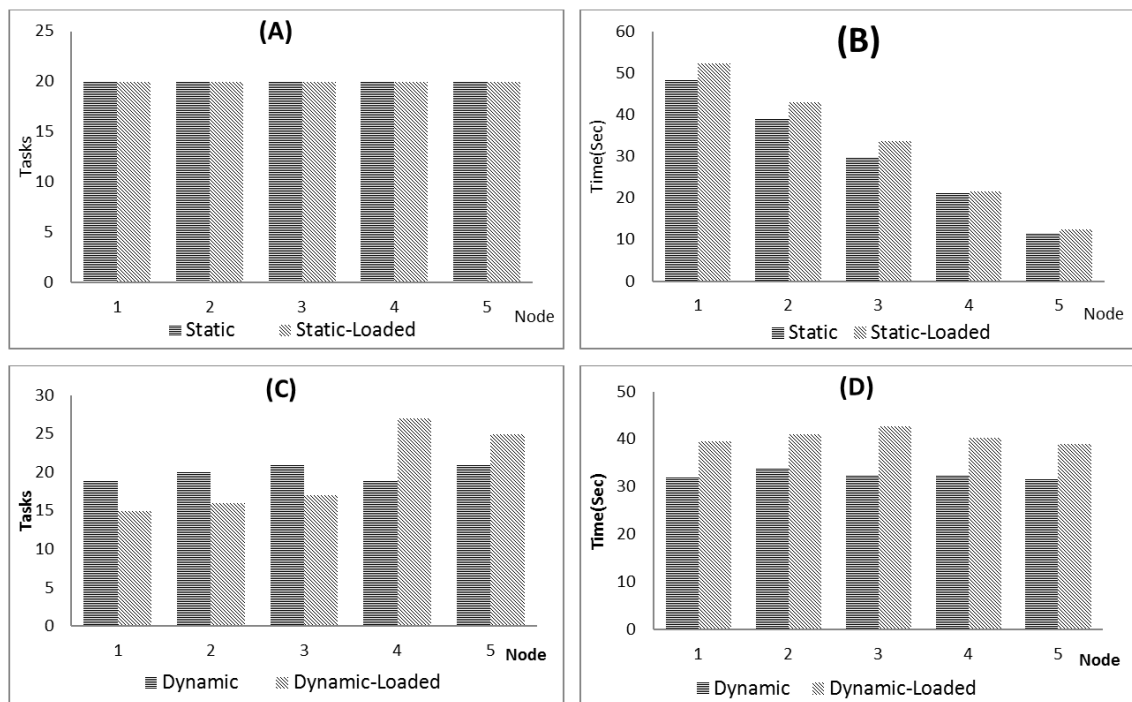 (A)
25
20
15
10
5
0
Tasks
1 2 3 4 5 Node
Static Static-Loaded
(B)
60
50
40
30
20
10
0
Time(Sec)
1 2 3 4 5 Node
Static Static-Loaded
(C)
30
25
20
15
10
5
0
Tasks
1 2 3 4 5 Node
Dynamic Dynamic-Loaded
(D)
50
40
30
20
10
0
Time(Sec)
1 2 3 4 5 Node
Dynamic Dynamic-Loaded